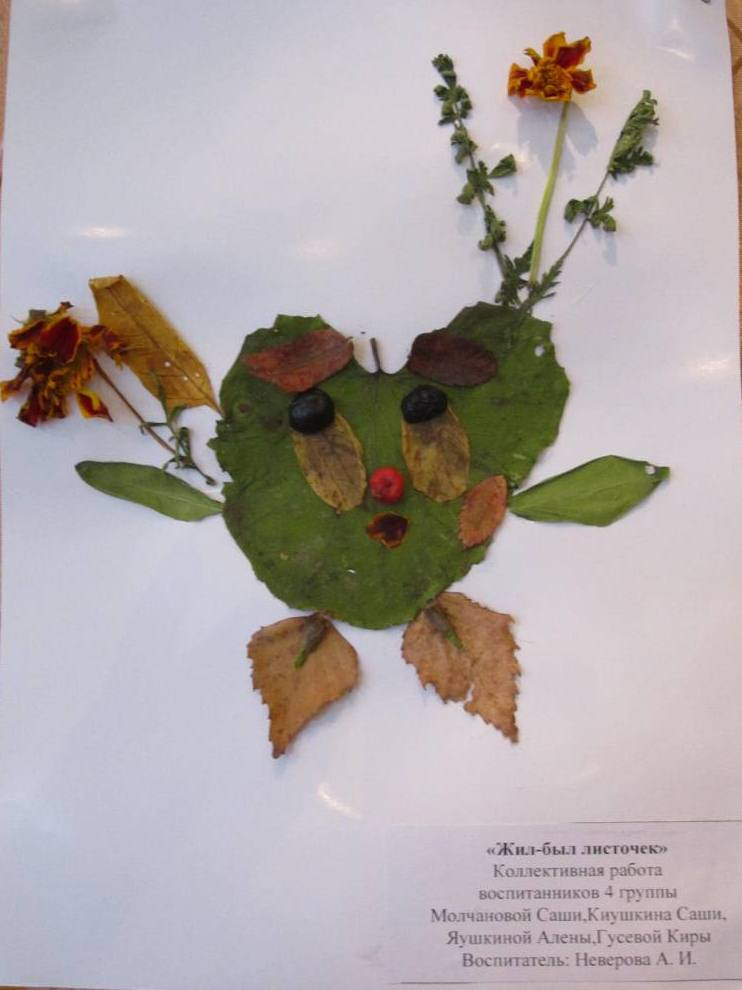 «Жил-был листочек»
Коллективная работа
воспитанников 4 группы
Молчановой Саши,Киушкина Саши,
Яушкиной Алены,Гусевой Киры
Воспитатель: Неверова А. И.